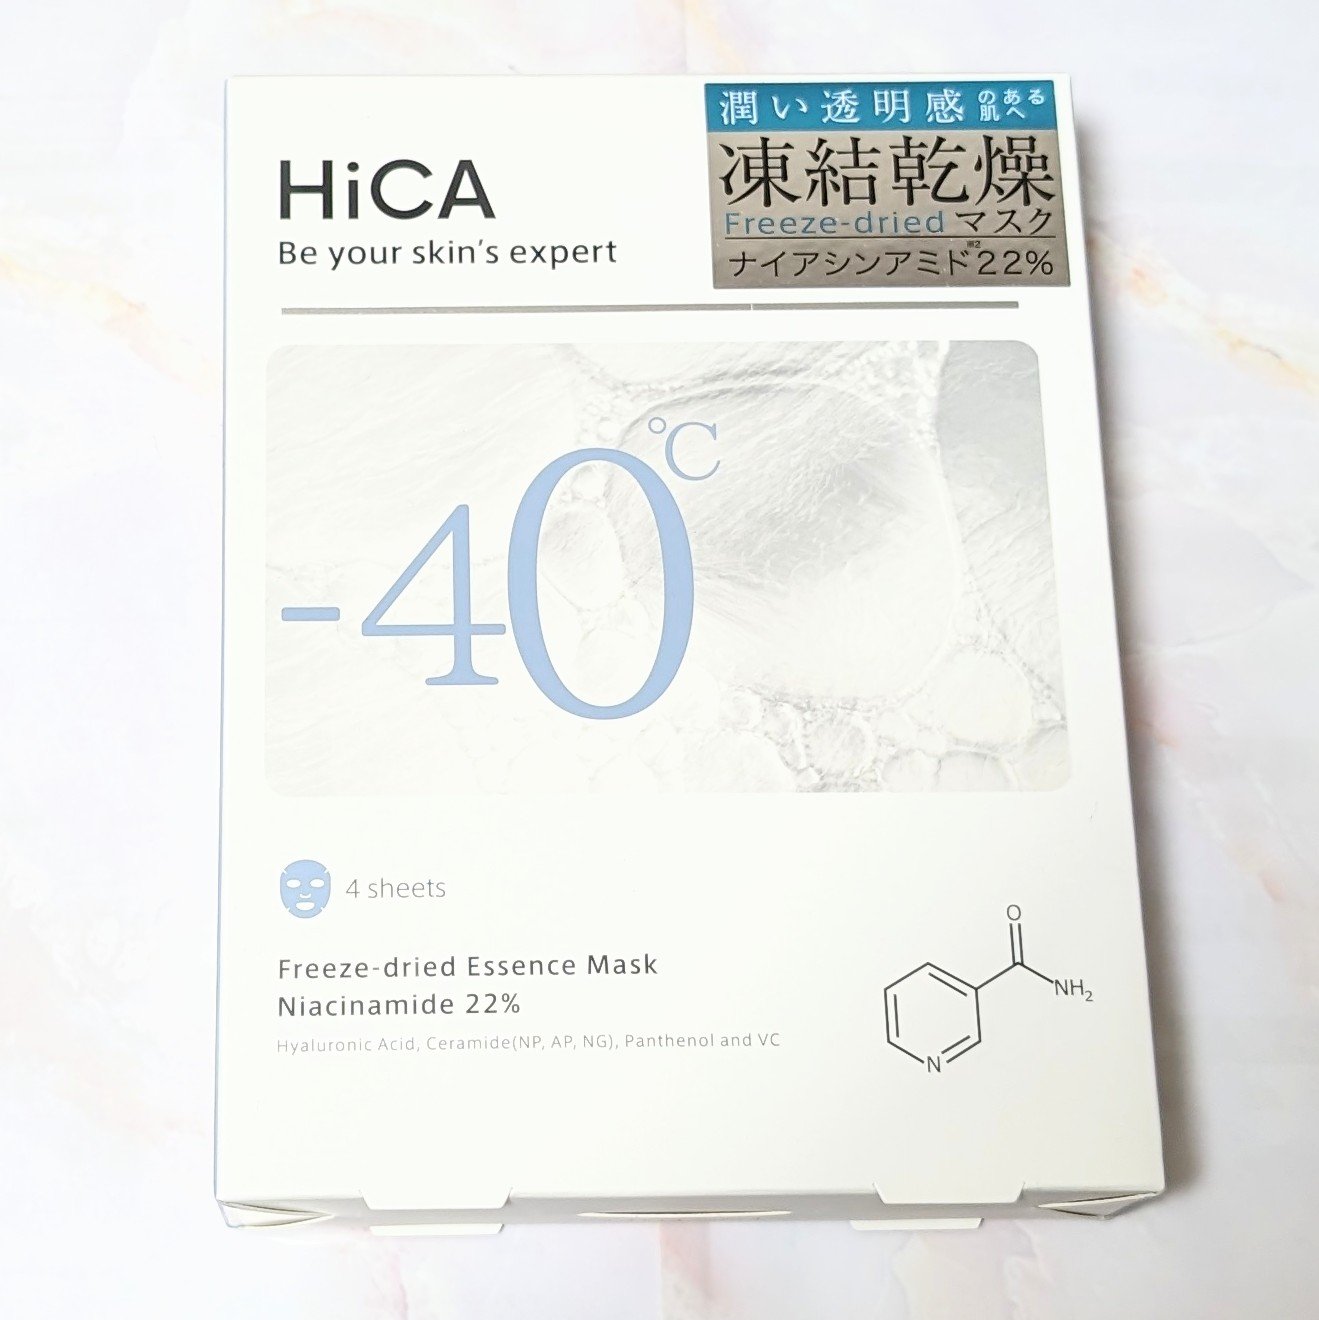 HiCA
Be your skin's expert
潤い透明感のある肌へ
凍結乾燥
Freeze-dried マスク
ナイアシンアミド※2 22%
-40℃
4 sheets
Freeze-dried Essence Mask
Niacinamide 22%
Hyaluronic Acid, Ceramide(NP, AP, NG), Panthenol and VC
O
NH2
N